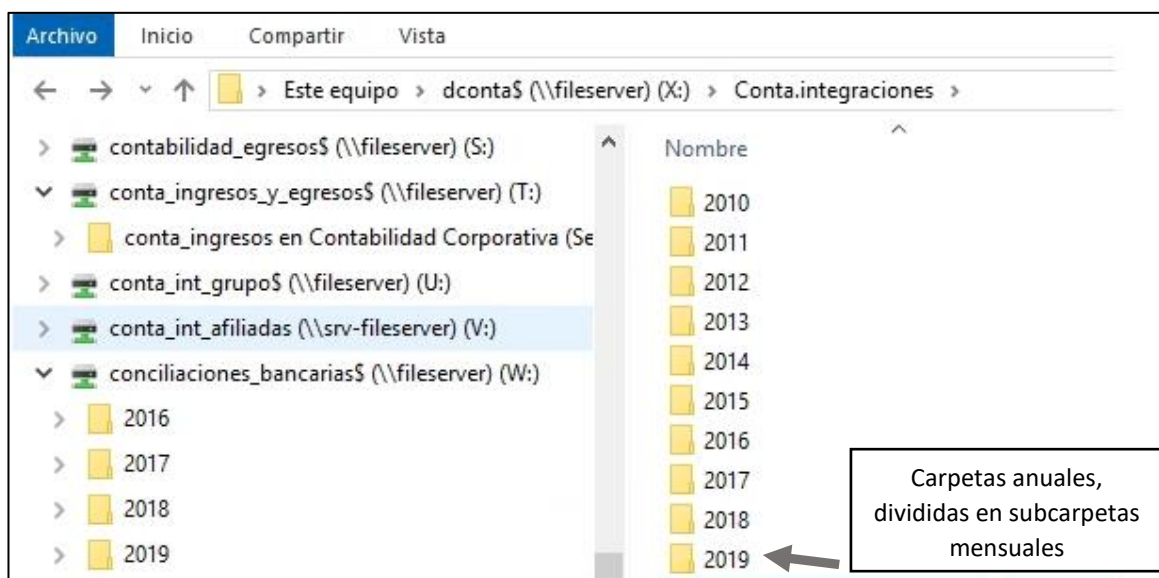 Archivo Inicio Compartir Vista
Este equipo > dconta$ (\\fileserver) (X:) > Conta.integraciones >
contabilidad_egresos$ (\\fileserver) (S:)
conta_ingresos_y_egresos$ (\\fileserver) (T:)
conta_ingresos en Contabilidad Corporativa (Se
conta_int_grupo$ (\\fileserver) (U:)
conta_int_afiliadas (\\srv-fileserver) (V:)
conciliaciones_bancarias$ (\\fileserver) (W:)
2016
2017
2018
2019
Nombre
2010
2011
2012
2013
2014
2015
2016
2017
2018
2019
Carpetas anuales,
divididas en subcarpetas
mensuales